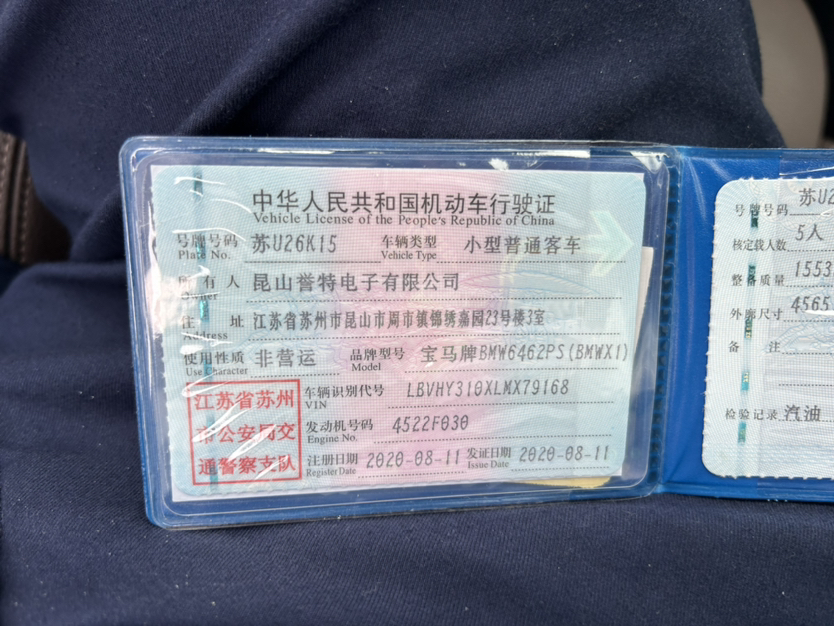 中华人民共和国机动车行驶证
Vehicle License of the People's Republic of China
号牌号码 苏U26K15 车辆类型 小型普通客车
Plate No. Vehicle Type
所有人 昆山誉特电子有限公司
Owner
住址 江苏省苏州市昆山市周市镇锦绣嘉园23号楼3室
Address
使用性质 非营运 品牌型号 宝马牌BMW6462PS(BMWX1)
Use Character Model
江苏省苏州
市公安局交
通警察支队
车辆识别代号 LBVHY310XLMX79168
VIN
发动机号码 4522F030
Engine No.
注册日期 2020-08-11 发证日期 2020-08-11
Register Date Issue Date
号牌号码 苏U2
核定载人数 5人
整备质量 1553
外廓尺寸 4565
备注
检验记录 汽油